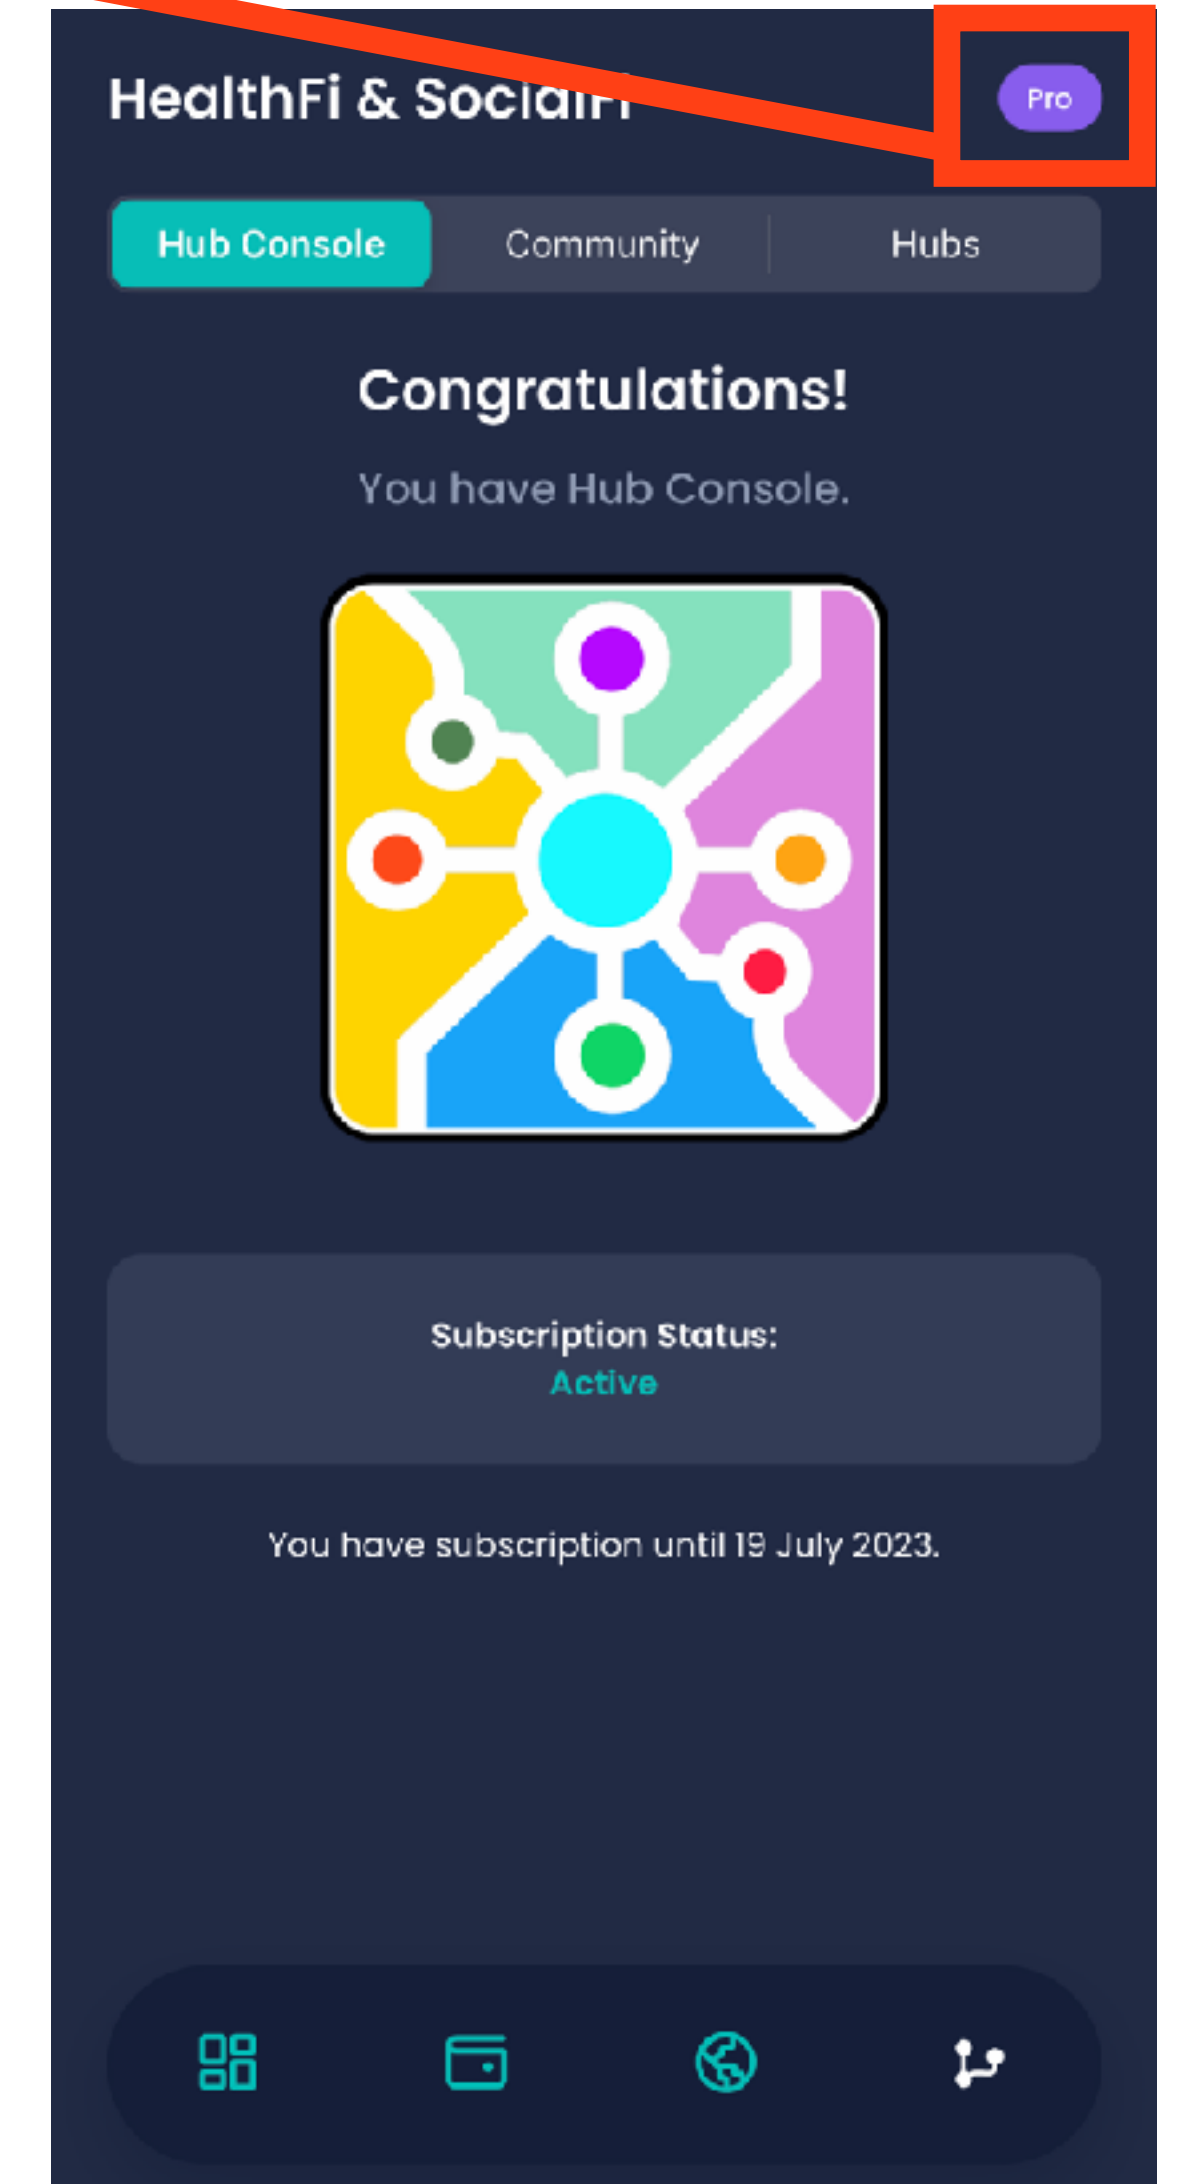 HealthFi & SocialFi
Pro
Hub Console
Community
Hubs
Congratulations!
You have Hub Console.
Subscription Status:
Active
You have subscription until 19 July 2023.